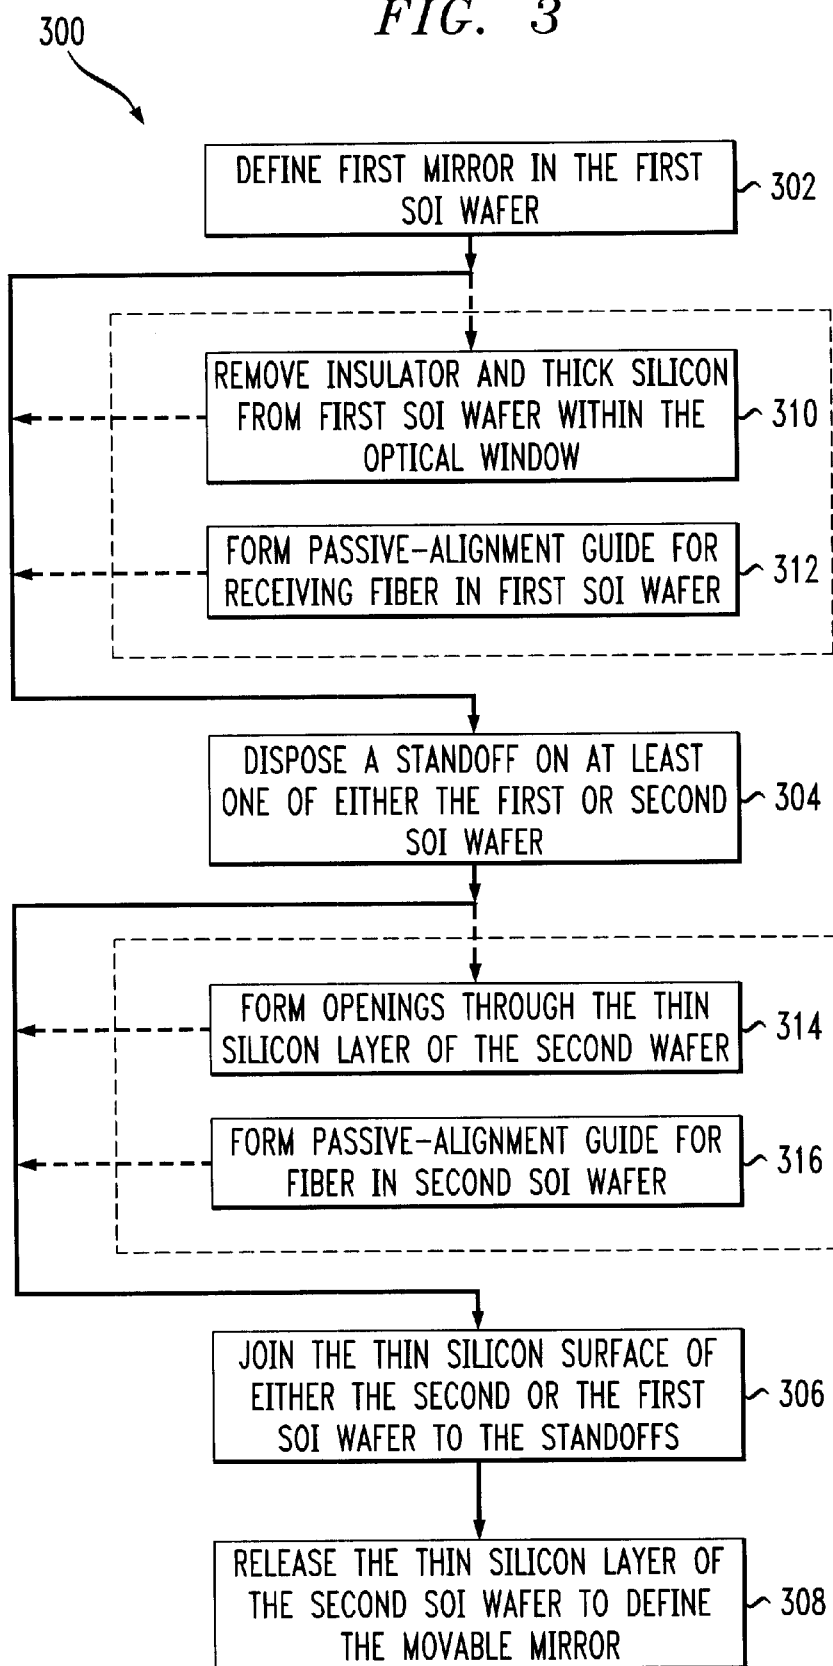 FIG. 3
300
DEFINE FIRST MIRROR IN THE FIRST
SOI WAFER
302
REMOVE INSULATOR AND THICK SILICON
FROM FIRST SOI WAFER WITHIN THE
OPTICAL WINDOW
310
FORM PASSIVE-ALIGNMENT GUIDE FOR
RECEIVING FIBER IN FIRST SOI WAFER
312
DISPOSE A STANDOFF ON AT LEAST
ONE OF EITHER THE FIRST OR SECOND
SOI WAFER
304
FORM OPENINGS THROUGH THE THIN
SILICON LAYER OF THE SECOND WAFER
314
FORM PASSIVE-ALIGNMENT GUIDE FOR
FIBER IN SECOND SOI WAFER
316
JOIN THE THIN SILICON SURFACE OF
EITHER THE SECOND OR THE FIRST
SOI WAFER TO THE STANDOFFS
306
RELEASE THE THIN SILICON LAYER OF
THE SECOND SOI WAFER TO DEFINE
THE MOVABLE MIRROR
308